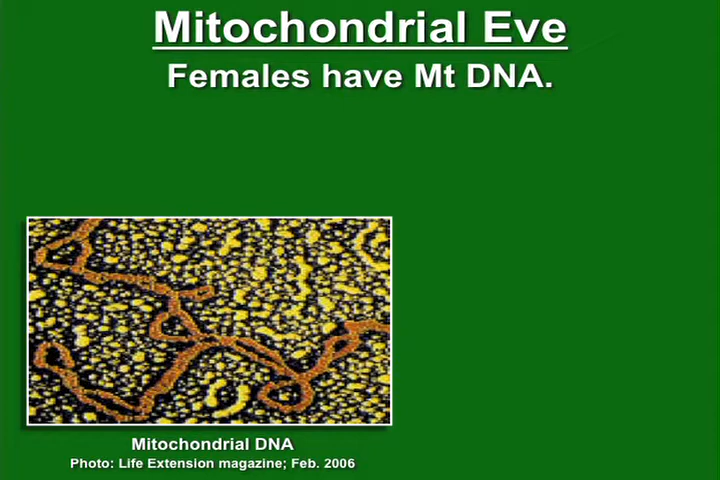 Mitochondrial Eve
Females have Mt DNA.
Mitochondrial DNA
Photo: Life Extension magazine; Feb. 2006